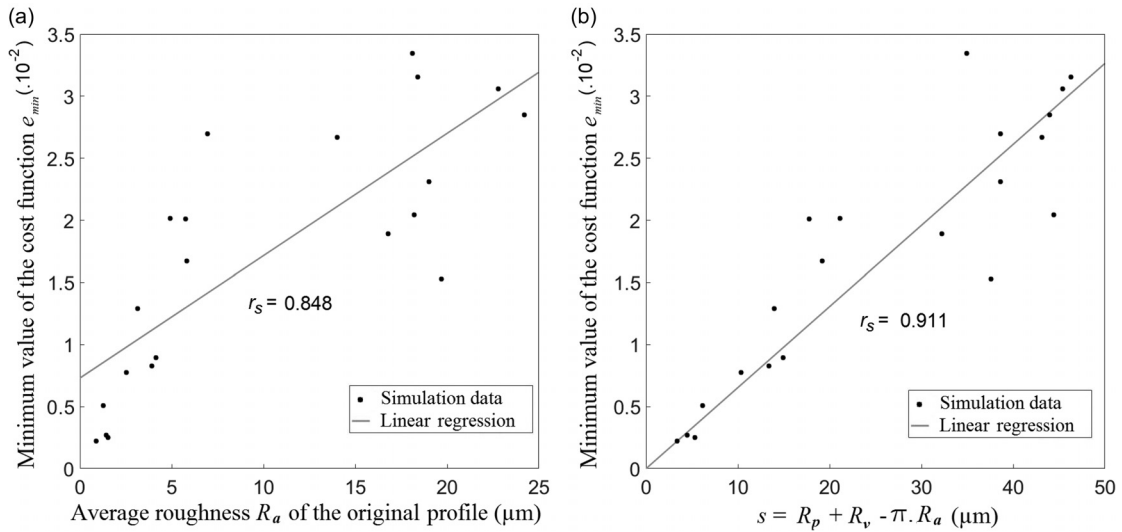 (a)
3.5
3
2.5
2
1.5
1
0.5
0
0 5 10 15 20 25
Minimum value of the cost function e_min (.10^-2)
r_s = 0.848
Simulation data
Linear regression
Average roughness R_a of the original profile (μm)
(b)
3.5
3
2.5
2
1.5
1
0.5
0
0 10 20 30 40 50
Minimum value of the cost function e_min (.10^-2)
r_s = 0.911
Simulation data
Linear regression
s = R_p + R_v - π. R_a (μm)